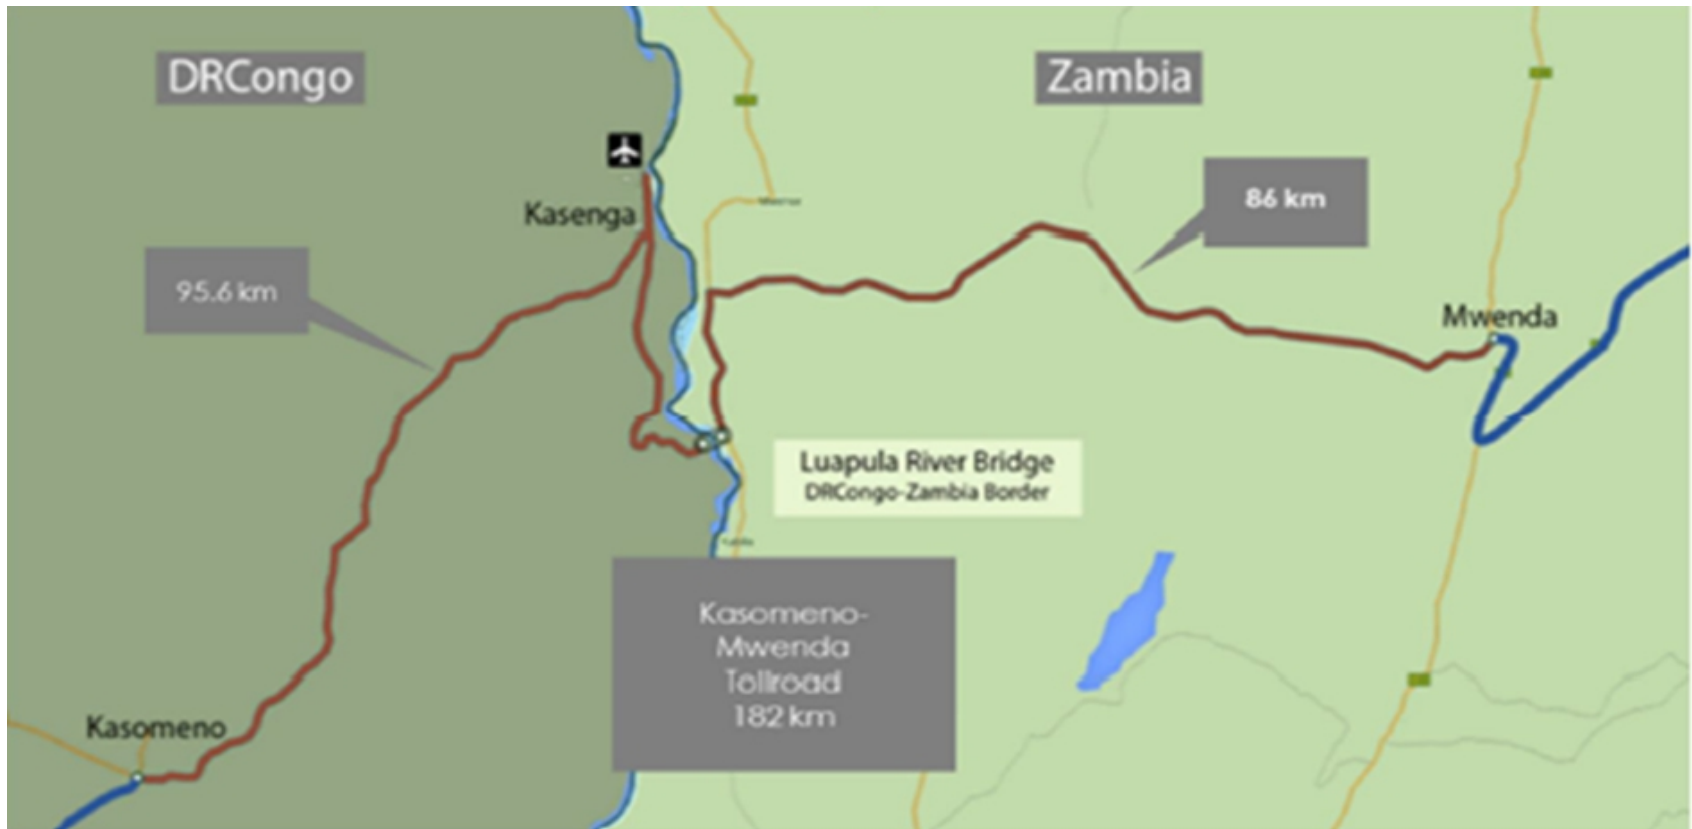 DRCongo
Zambia
86 km
Kasenga
95.6 km
Mwenda
Luapula River Bridge
DRCongo-Zambia Border
Kasomeno-
Mwenda
Tollroad
182 km
Kasomeno